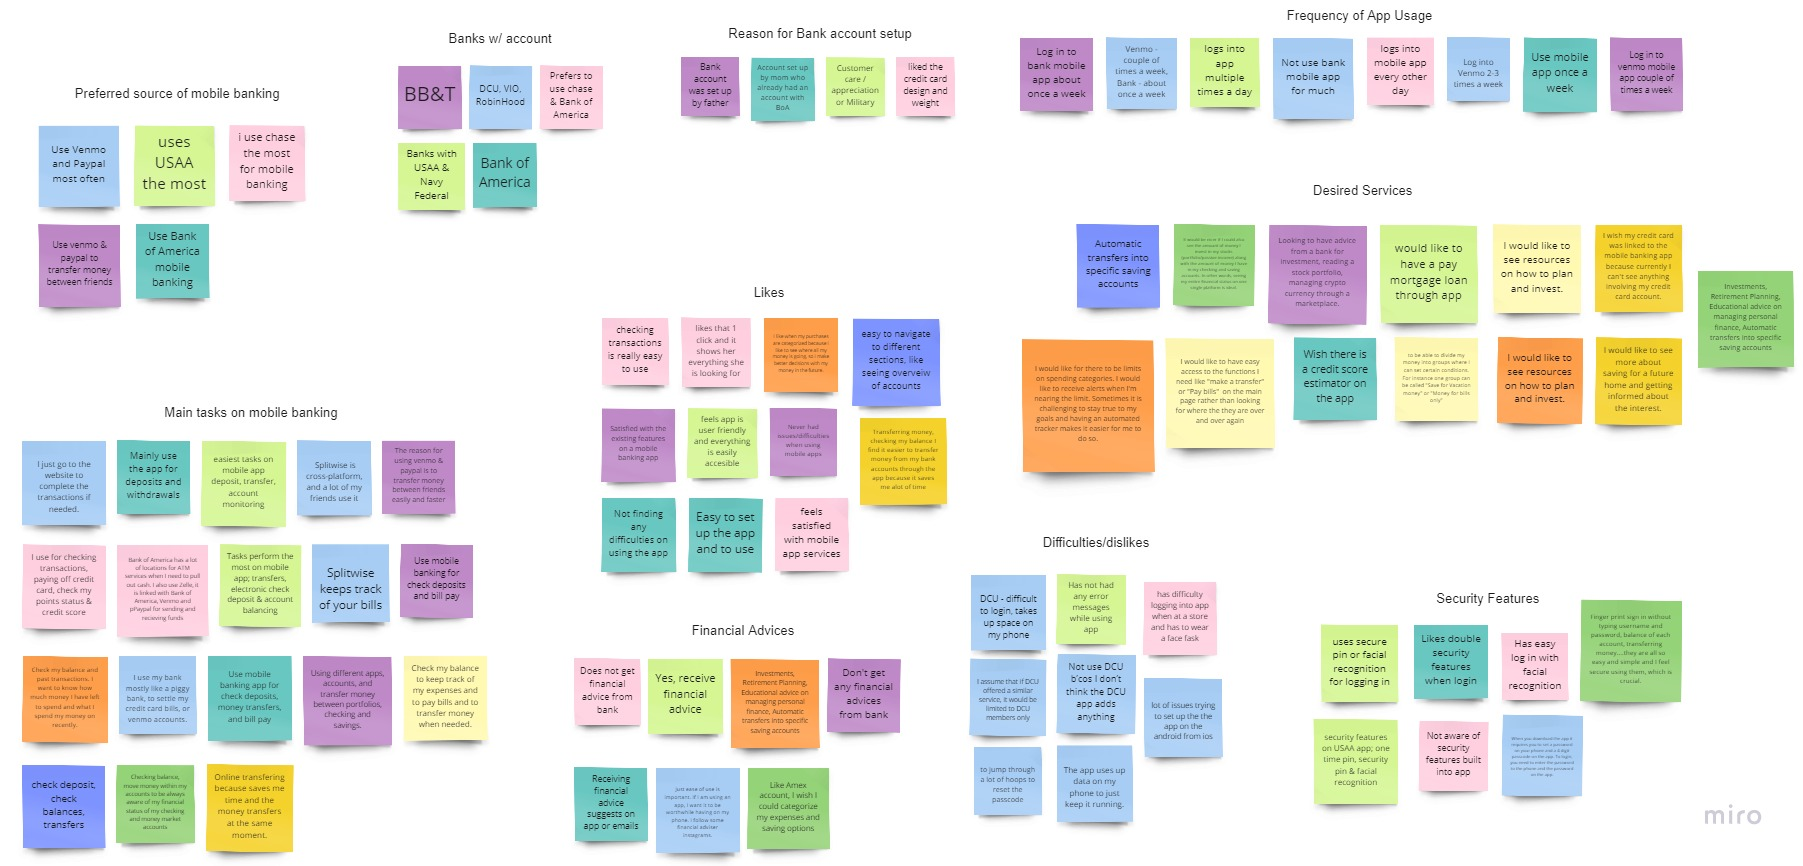 Preferred source of mobile banking
Use Venmo
and Paypal
most often
uses
USAA
the most
i use chase
the most
for mobile
banking
Use venmo &
paypal to
transfer money
between friends
Use Bank
of America
mobile
banking
Banks w/ account
BB&T
DCU, VIO,
RobinHood
Prefers to
use chase
& Bank of
America
Banks with
USAA &
Navy
Federal
Bank of
America
Reason for Bank account setup
Bank
account
was set up
by father
Account set up
by mom who
already had an
account with
BoA
Customer
care /
appreciation
or Military
liked the
credit card
design and
weight
Frequency of App Usage
Log in to
bank mobile
app about
once a week
Venmo -
couple of
times a week,
Bank - about
once a week
logs into
app
multiple
times a day
Not use bank
mobile app
for much
logs into
mobile app
every other
day
Log into
Venmo 2-3
times a week
Use mobile
app once a
week
Log in to
venmo mobile
app couple of
times a week
Desired Services
Automatic
transfers into
specific saving
accounts
Looking to have advice
from a bank for
investment, reading a
stock portfolio,
managing crypto
currency through a
marketplace.
would like to
have a pay
mortgage loan
through app
I would like to
see resources
on how to plan
and invest.
I wish my credit card
was linked to the
mobile banking app
because currently I
can't see anything
involving my credit
card account.
Investments,
Retirement Planning,
Educational advice on
managing personal
finance, Automatic
transfers into specific
saving accounts
I would like for there to be limits
on spending categories. I would
like to receive alerts when I'm
nearing the limit. Sometimes it is
challenging to stay true to my
goals and having an automated
tracker makes it easier for me to
do so.
I would like to have easy
access to the functions I
need like "make a transfer"
or "Pay bills" on the main
page rather than looking
for where the they are over
and over again
Wish there is
a credit score
estimator on
the app
to be able to divide my
money into groups where I
can set certain conditions.
For instance one group can
be called "Save for Vacation
money" or "Money for bills
only"
I would like to
see resources
on how to plan
and invest.
I would like to see
more about
saving for a future
home and getting
informed about
the interest.
Likes
checking
transactions
is really easy
to use
likes that 1
click and it
shows her
everything she
is looking for
I like when my purchases
are categorized because I
like to see where all my
money is going, so I make
better decisions with my
money in the future.
easy to navigate
to different
sections, like
seeing overveiw
of accounts
Satisfied with the
existing features
on a mobile
banking app
feels app is
user friendly
and everything
is easily
accesible
Never had
issues/difficulties
when using
mobile apps
Transferring money,
checking my balance I
find it easier to transfer
money from my bank
accounts through the
app because it saves
me alot of time
Not finding
any
difficulties on
using the app
Easy to set
up the app
and to use
feels
satisfied
with mobile
app services
Main tasks on mobile banking
I just go to the
website to
complete the
transactions if
needed.
Mainly use
the app for
deposits and
withdrawals
easiest tasks on
mobile app
deposit, transfer,
account
monitoring
Splitwise is
cross-platform,
and a lot of my
friends use it
The reason for
using venmo &
paypal is to
transfer money
between friends
easily and faster
I use for checking
transactions,
paying off credit
card, check my
points status &
credit score
Bank of America has a lot
of locations for ATM
services when I need to pull
out cash. I also use Zelle, it
is linked with Bank of
America, Venmo and
pPaypal for sending and
recieving funds
Tasks perform the
most on mobile
app; transfers,
electronic check
deposit & account
balancing
Splitwise
keeps track
of your bills
Use mobile
banking for
check deposits
and bill pay
Check my balance and
past transactions. I
want to know how
much money I have left
to spend and what I
spend my money on
recently.
I use my bank
mostly like a piggy
bank, to settle my
credit card bills, or
venmo accounts.
Use mobile
banking app for
check deposits,
money transfers,
and bill pay
Using different apps,
accounts, and
transfer money
between portfolios,
checking and
savings.
Check my balance
to keep track of
my expenses and
to pay bills and to
transfer money
when needed.
check deposit,
check
balances,
transfers
Checking balance,
move money within my
accounts to be always
aware of my financial
status of my checking
and money market
accounts
Online transfering
because saves me
time and the
money transfers
at the same
moment.
Financial Advices
Does not get
financial
advice from
bank
Yes, receive
financial
advice
Investments,
Retirement Planning,
Educational advice on
managing personal
finance, Automatic
transfers into specific
saving accounts
Don't get
any financial
advices
from bank
Receiving
financial
advice
suggests on
app or emails
Just ease of use is
important. If I am using an
app, I want it to be
worthwhile having on my
phone. I follow some
financial adviser
instagrams.
Like Amex
account, I wish I
could categorize
my expenses and
saving options
Difficulties/dislikes
DCU - difficult
to login, takes
up space on
my phone
Has not had
any error
messages
while using
app
has difficulty
logging into app
when at a store
and has to wear
a face fask
I assume that if DCU
offered a similar
service, it would be
limited to DCU
members only
Not use DCU
b'cos I don't
think the DCU
app adds
anything
lot of issues trying
to set up the the
app on the
android from ios
to jump through
a lot of hoops to
reset the
passcode
The app uses up
data on my
phone to just
keep it running.
Security Features
uses secure
pin or facial
recognition
for logging in
Likes double
security
features
when login
Has easy
log in with
facial
recognition
Finger print sign in without
typing username and
password, balance of each
account, transferring
money....they are all so
easy and simple and I feel
secure using them, which is
crucial.
security features
on USAA app; one
time pin, security
pin & facial
recognition
Not aware of
security
features built
into app
miro